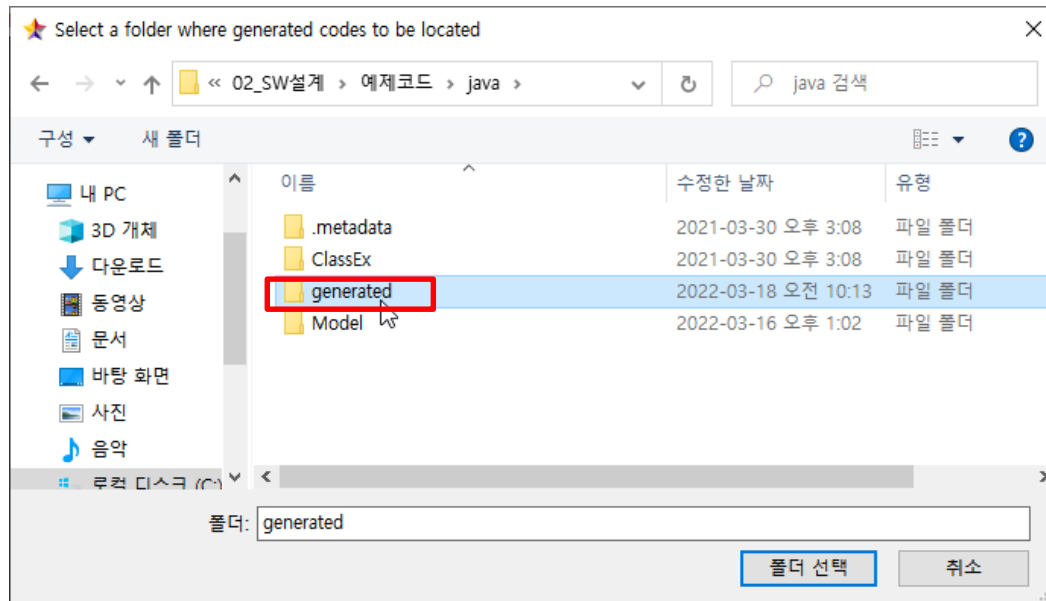 Select a folder where generated codes to be located
« 02_SW설계 › 예제코드 › java ›
java 검색
구성
새 폴더
내 PC
3D 개체
다운로드
동영상
문서
바탕 화면
사진
음악
로컬 디스크 (C:)
이름 수정한 날짜 유형
.metadata 2021-03-30 오후 3:08 파일 폴더
ClassEx 2021-03-30 오후 3:08 파일 폴더
generated 2022-03-18 오전 10:13 파일 폴더
Model 2022-03-16 오후 1:02 파일 폴더
폴더: generated
폴더 선택 취소